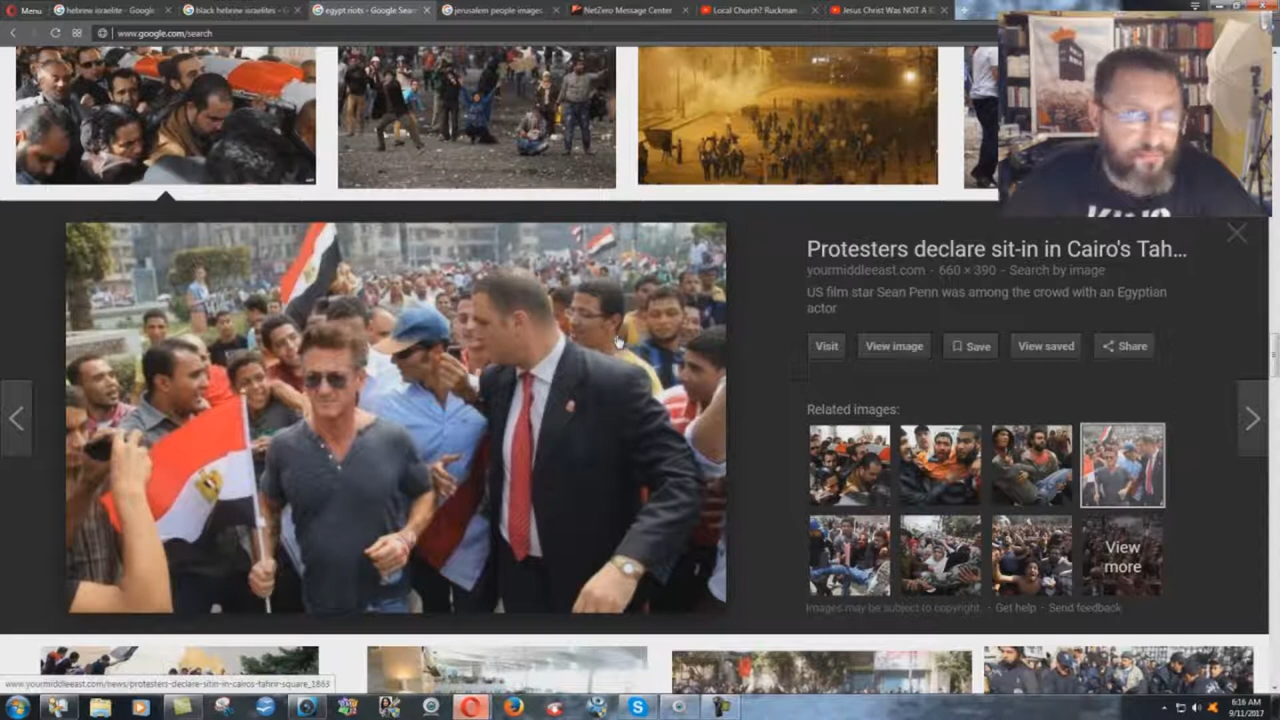 Menu
hebrew israelite - Google
black hebrew israelites - G
egypt riots - Google Sear
jerusalem people images
NetZero Message Center
Local Church? Ruckman
Jesus Christ Was NOT A
www.google.com/search
KING
Protesters declare sit-in in Cairo's Tah...
yourmiddleeast.com - 660 × 390 - Search by image
US film star Sean Penn was among the crowd with an Egyptian
actor
Visit
View image
Save
View saved
Share
Related images:
View
more
Images may be subject to copyright. - Get help - Send feedback
www.yourmiddleeast.com/news/protesters-declare-sitin-in-cairos-tahrir-square_1863
6:16 AM
9/11/2017